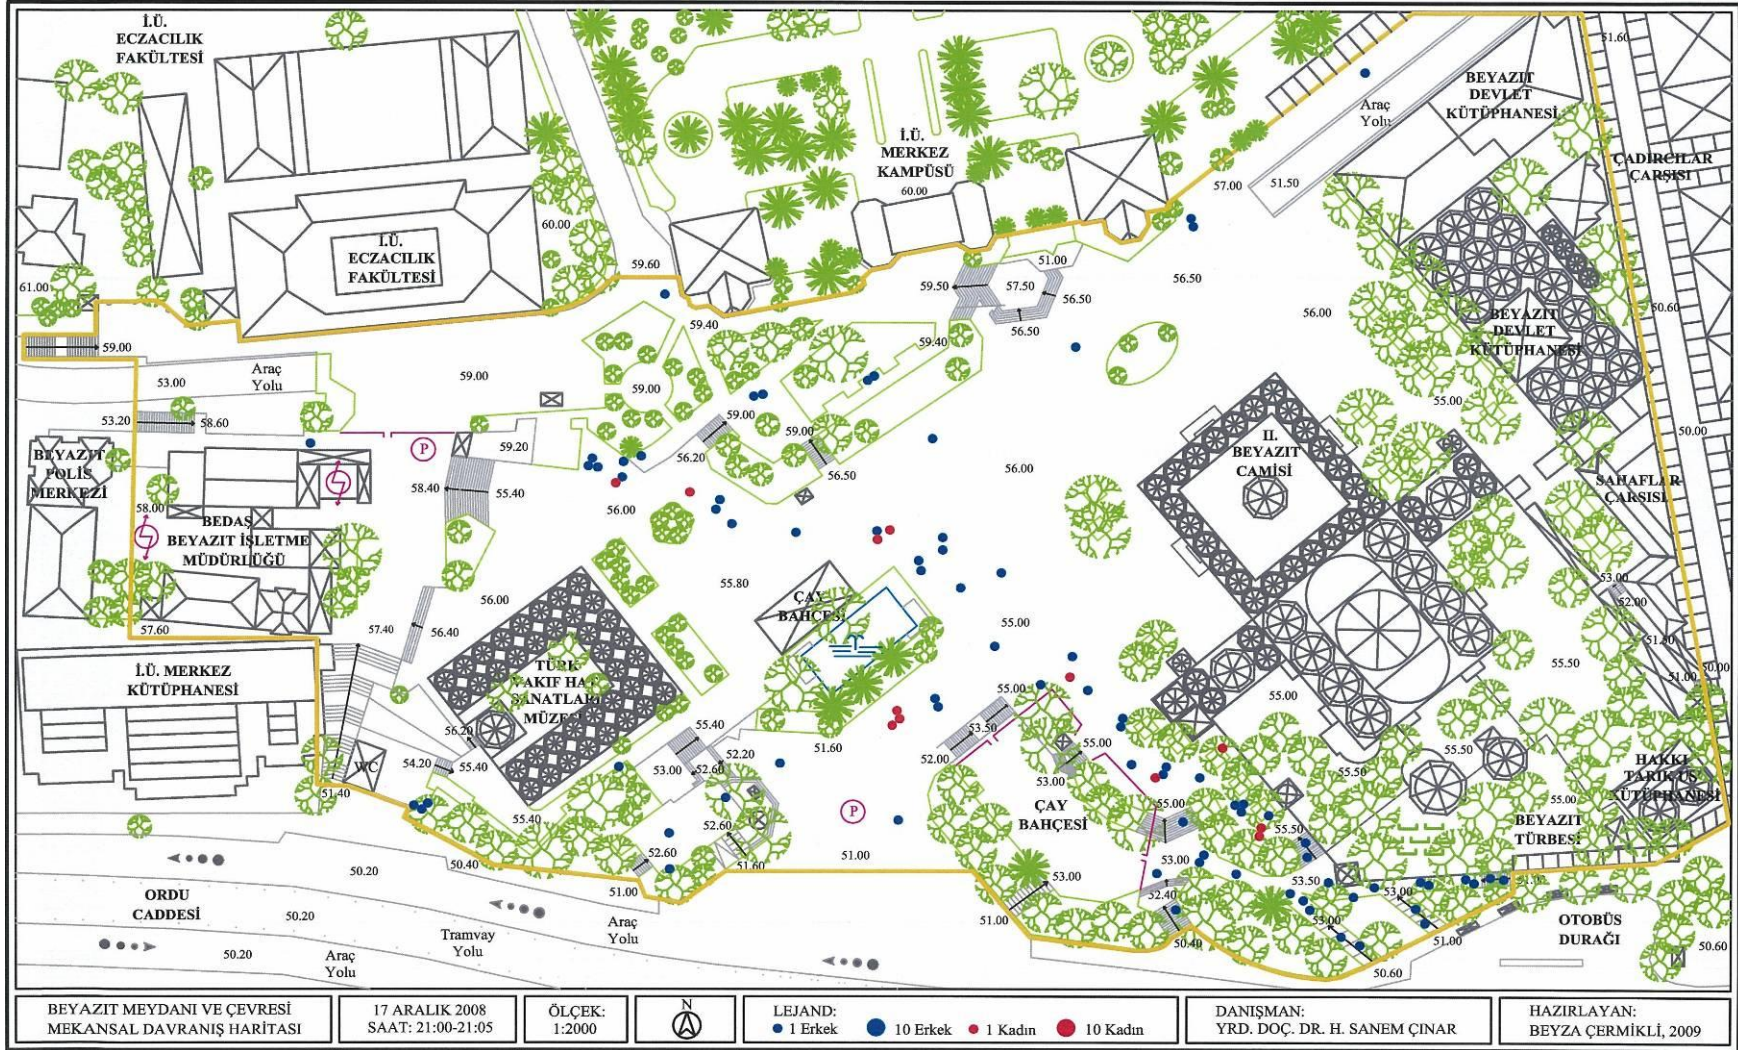 İ.Ü.
ECZACILIK
FAKÜLTESİ
İ.Ü.
ECZACILIK
FAKÜLTESİ
60.00
61.00
59.60
İ.Ü.
MERKEZ
KAMPÜSÜ
60.00
57.00
51.50
Araç
Yolu
51.60
BEYAZIT
DEVLET
KÜTÜPHANESİ
ÇADIRCILAR
ÇARŞISI
50.60
59.00
53.00
Araç
Yolu
59.00
59.00
59.40
59.40
59.50
57.50
51.00
56.50
56.50
56.50
56.00
BEYAZIT
DEVLET
KÜTÜPHANESİ
55.00
50.00
53.20
58.60
59.20
P
58.40
55.40
56.20
59.00
59.00
56.50
56.00
56.00
II.
BEYAZIT
CAMİSİ
SAHAFLAR
ÇARŞISI
BEYAZIT
POLİS
MERKEZİ
58.00
BEDAŞ
BEYAZIT İŞLETME
MÜDÜRLÜĞÜ
57.60
57.40
56.40
56.00
55.80
ÇAY
BAHÇESİ
55.00
53.00
52.00
51.80
51.00
50.00
55.50
55.00
İ.Ü. MERKEZ
KÜTÜPHANESİ
TÜRK
VAKIF HAT
SANATLARI
MÜZESİ
56.20
55.40
54.20
WC
51.40
55.40
55.40
53.00
52.60
52.20
52.60
52.60
51.60
51.60
P
51.00
52.00
53.50
55.00
55.00
53.00
ÇAY
BAHÇESİ
55.00
53.00
52.40
53.00
51.00
50.40
55.50
53.50
53.00
53.00
51.00
51.00
50.60
55.50
55.50
55.00
HAKKI
TARIK US
KÜTÜPHANESİ
BEYAZIT
TÜRBESİ
OTOBÜS
DURAĞI
50.60
51.00
50.40
50.20
ORDU
CADDESİ
50.20
50.20
Araç
Yolu
Tramvay
Yolu
Araç
Yolu
BEYAZIT MEYDANI VE ÇEVRESİ
MEKANSAL DAVRANIŞ HARİTASI
17 ARALIK 2008
SAAT: 21:00-21:05
ÖLÇEK:
1:2000
N
LEJAND:
1 Erkek 10 Erkek 1 Kadın 10 Kadın
DANIŞMAN:
YRD. DOÇ. DR. H. SANEM ÇINAR
HAZIRLAYAN:
BEYZA ÇERMİKLİ, 2009